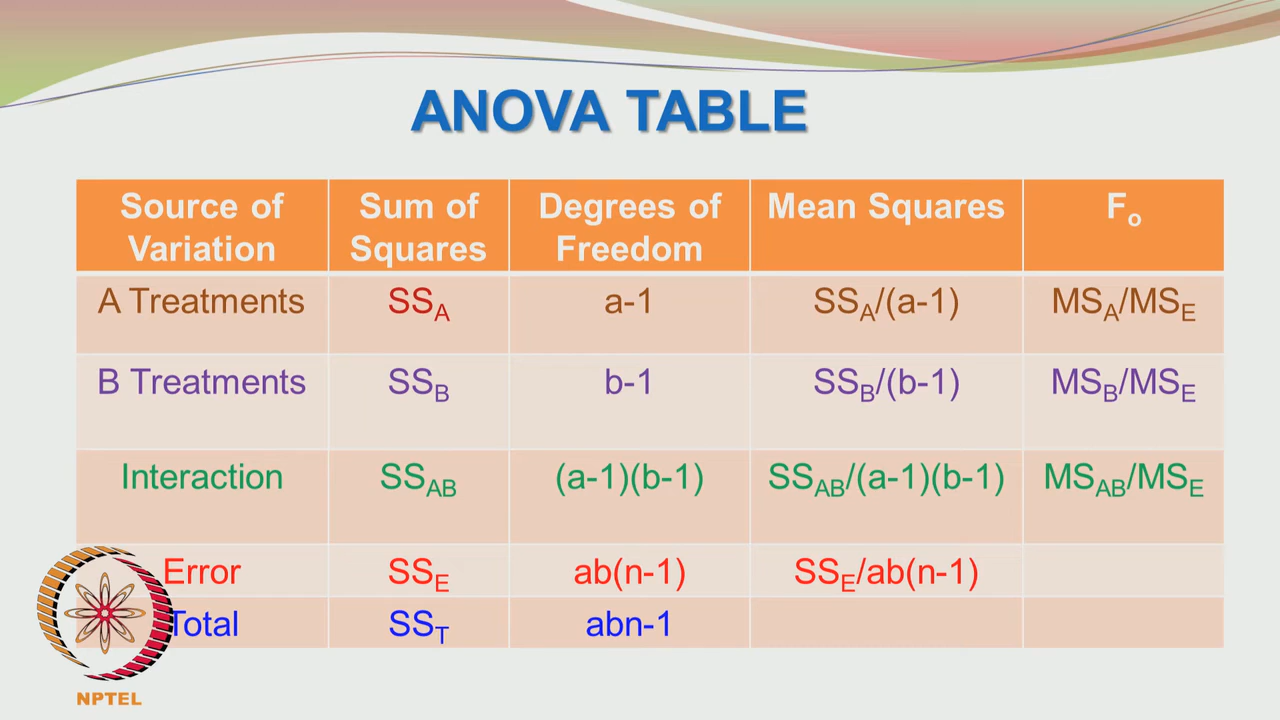 ANOVA TABLE
Source of Variation | Sum of Squares | Degrees of Freedom | Mean Squares | Fₒ
A Treatments | SS_A | a-1 | SS_A/(a-1) | MS_A/MS_E
B Treatments | SS_B | b-1 | SS_B/(b-1) | MS_B/MS_E
Interaction | SS_AB | (a-1)(b-1) | SS_AB/(a-1)(b-1) | MS_AB/MS_E
Error | SS_E | ab(n-1) | SS_E/ab(n-1)
Total | SS_T | abn-1
NPTEL